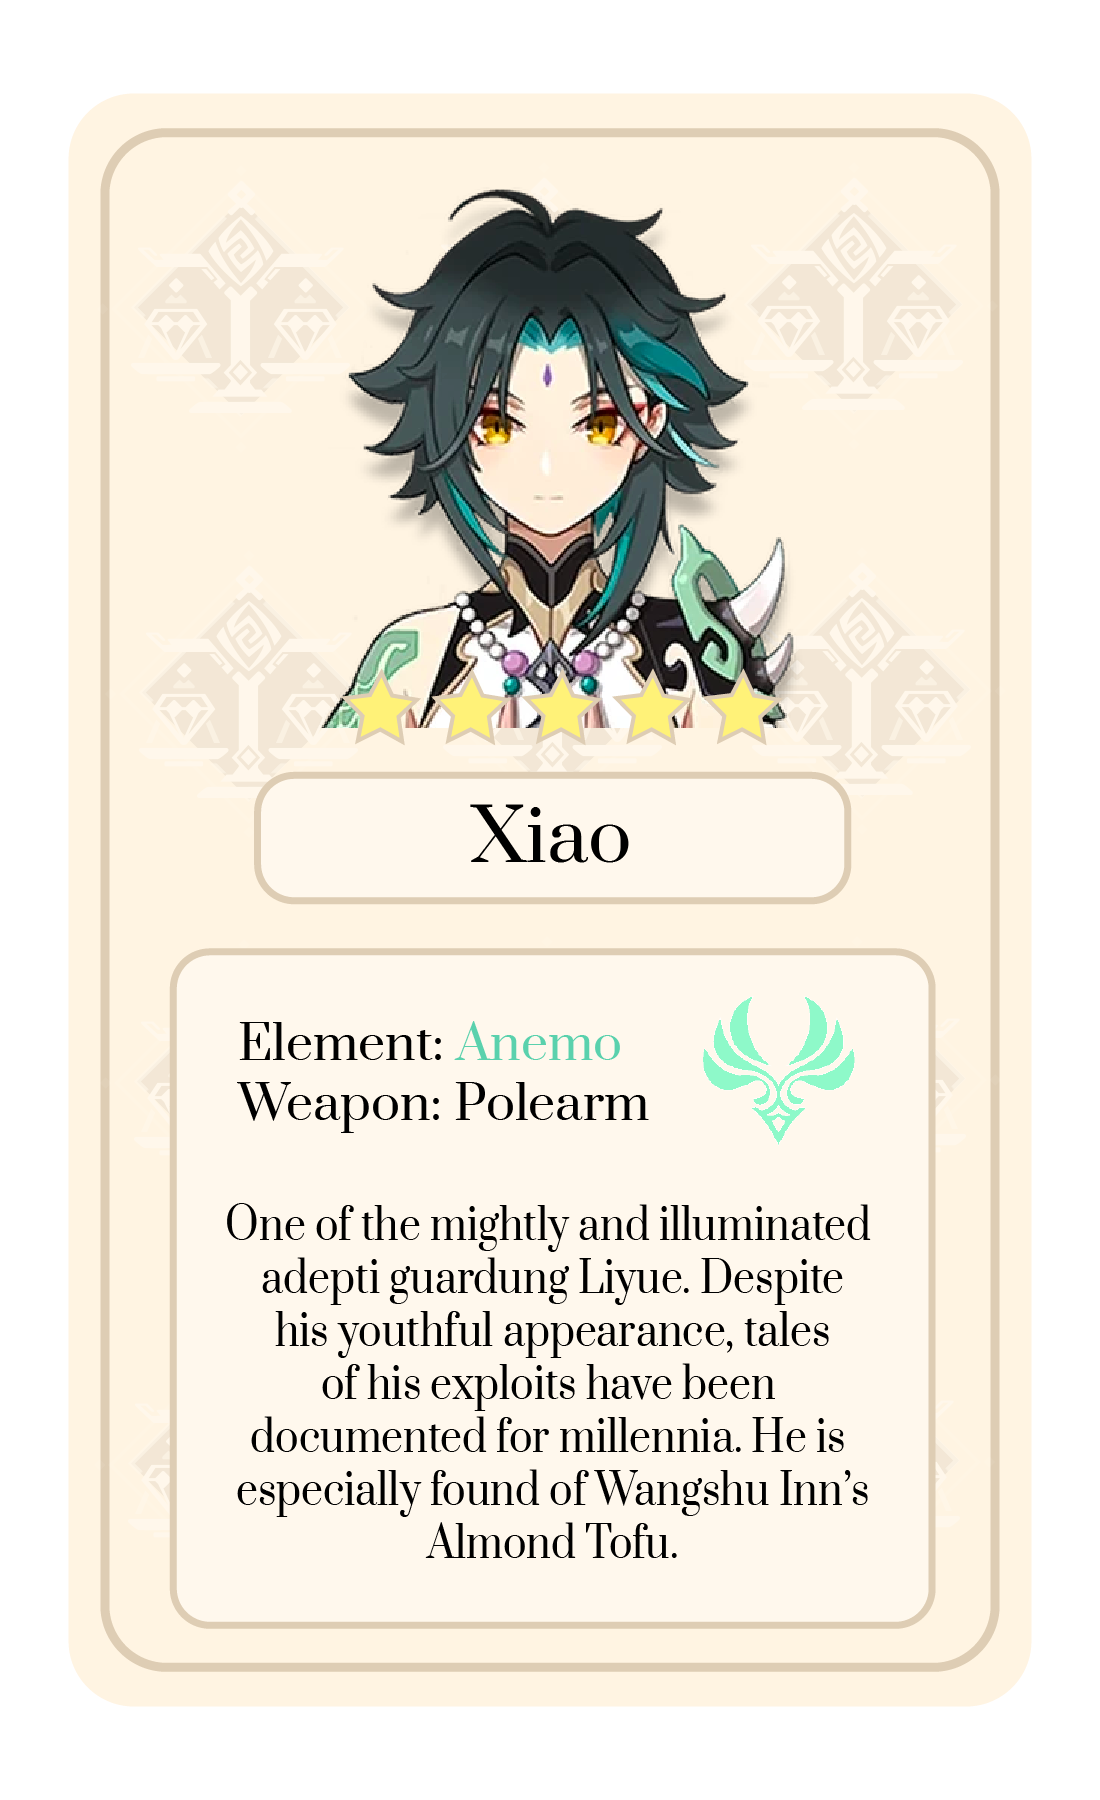 Xiao
Element: Anemo
Weapon: Polearm
One of the mightly and illuminated
adepti guardung Liyue. Despite
his youthful appearance, tales
of his exploits have been
documented for millennia. He is
especially found of Wangshu Inn’s
Almond Tofu.